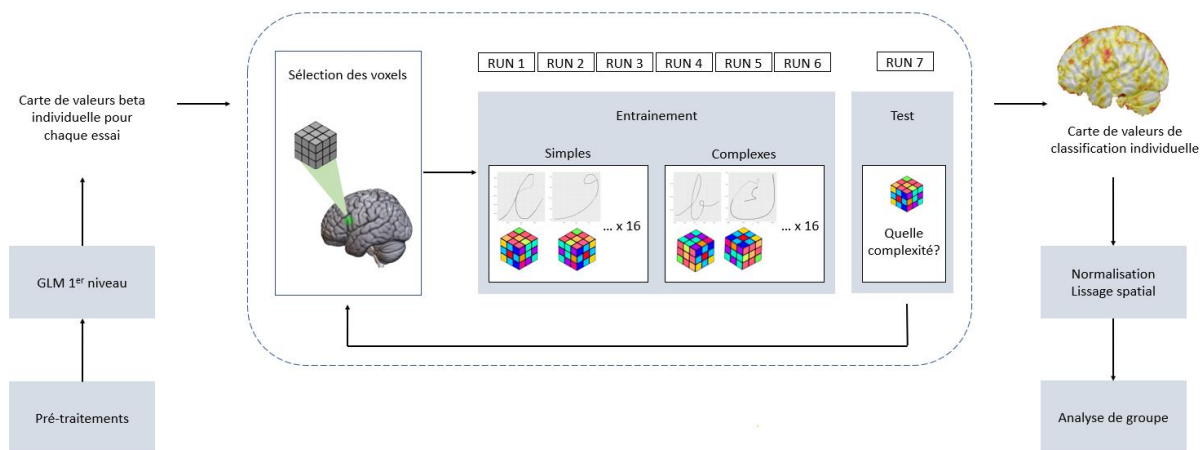 Pré-traitements
GLM 1er niveau
Carte de valeurs beta
individuelle pour
chaque essai
Sélection des voxels
RUN 1
RUN 2
RUN 3
RUN 4
RUN 5
RUN 6
Entrainement
Simples
... x 16
Complexes
... x 16
RUN 7
Test
Quelle
complexité?
Carte de valeurs de
classification individuelle
Normalisation
Lissage spatial
Analyse de groupe